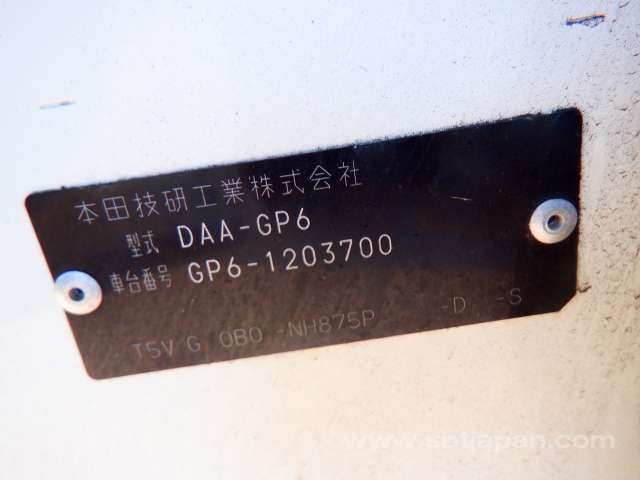 本田技研工業株式会社
型式 DAA-GP6
車台番号 GP6-1203700
T5V G 0B0 -NH875P -D -S
www.sbtjapan.com